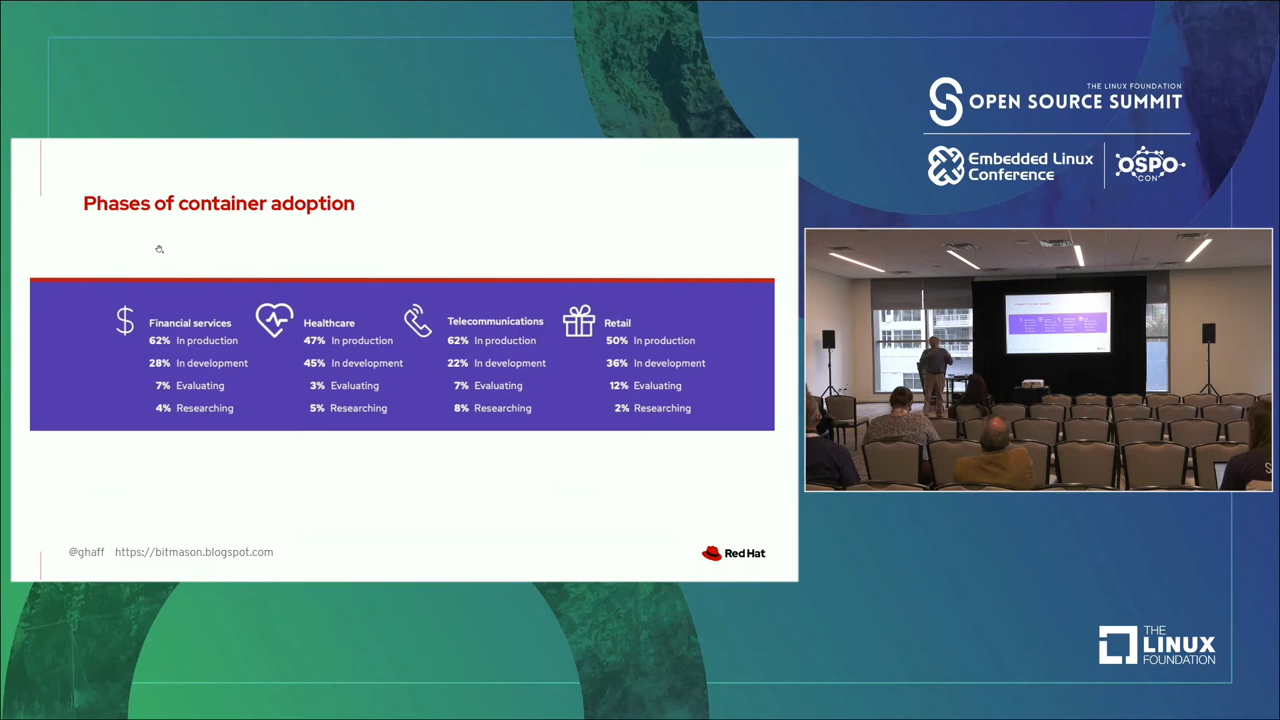 THE LINUX FOUNDATION
OPEN SOURCE SUMMIT
Embedded Linux
Conference
OSPO
CON
Phases of container adoption
Financial services
62% In production
28% In development
7% Evaluating
4% Researching
Healthcare
47% In production
45% In development
3% Evaluating
5% Researching
Telecommunications
62% In production
22% In development
7% Evaluating
8% Researching
Retail
50% In production
36% In development
12% Evaluating
2% Researching
@ghaff https://bitmason.blogspot.com
Red Hat
THE
LINUX
FOUNDATION